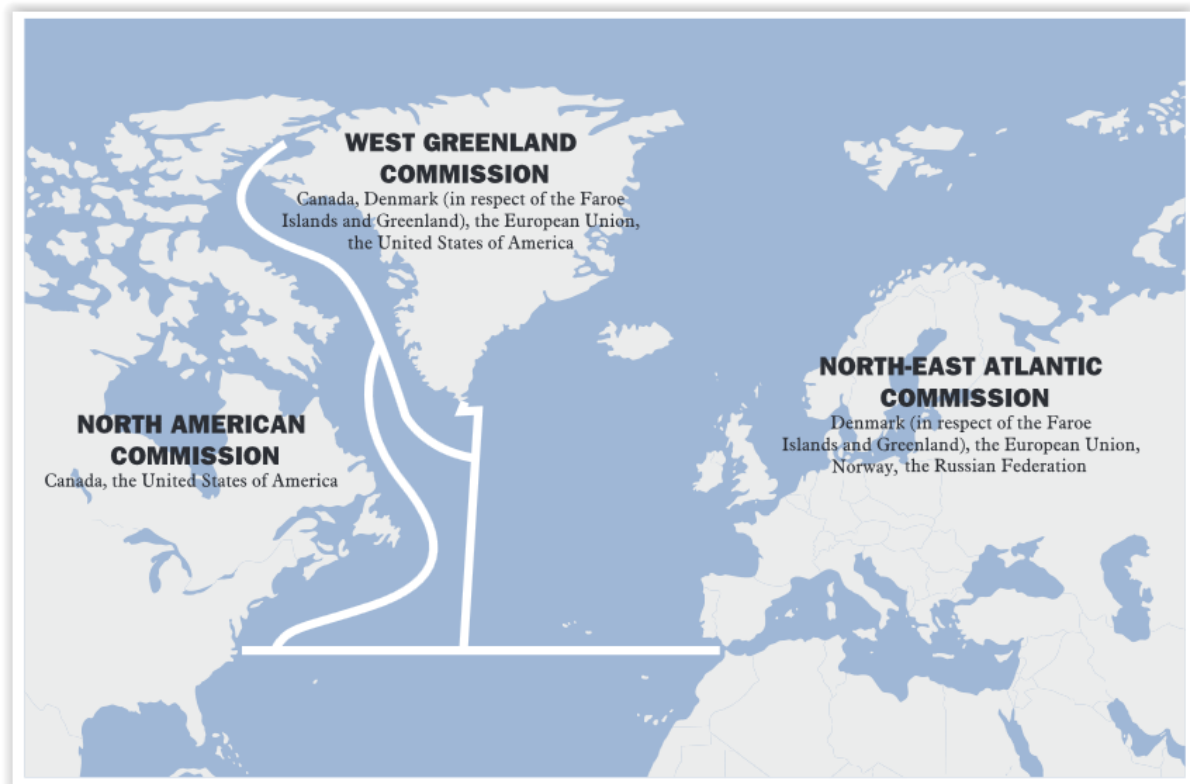 WEST GREENLAND
COMMISSION
Canada, Denmark (in respect of the Faroe
Islands and Greenland), the European Union,
the United States of America
NORTH-EAST ATLANTIC
COMMISSION
Denmark (in respect of the Faroe
Islands and Greenland), the European Union,
Norway, the Russian Federation
NORTH AMERICAN
COMMISSION
Canada, the United States of America